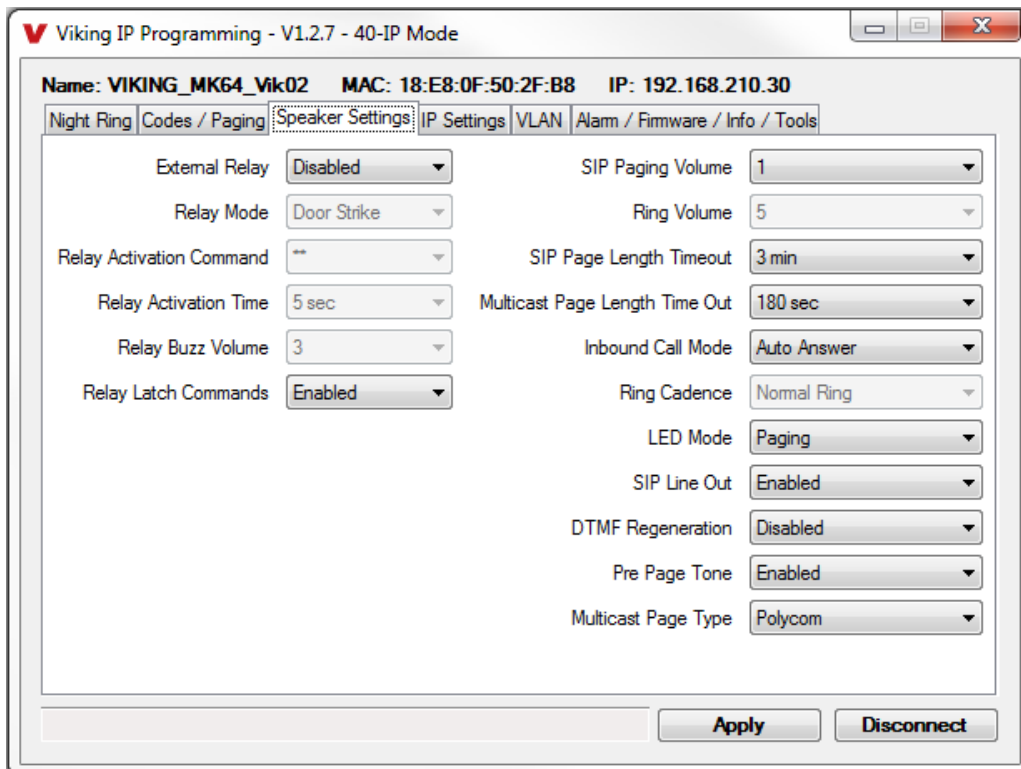 Viking IP Programming - V1.2.7 - 40-IP Mode
Name: VIKING_MK64_Vik02 MAC: 18:E8:0F:50:2F:B8 IP: 192.168.210.30
Night Ring Codes / Paging Speaker Settings IP Settings VLAN Alarm / Firmware / Info / Tools
External Relay Disabled
Relay Mode Door Strike
Relay Activation Command **
Relay Activation Time 5 sec
Relay Buzz Volume 3
Relay Latch Commands Enabled
SIP Paging Volume 1
Ring Volume 5
SIP Page Length Timeout 3 min
Multicast Page Length Time Out 180 sec
Inbound Call Mode Auto Answer
Ring Cadence Normal Ring
LED Mode Paging
SIP Line Out Enabled
DTMF Regeneration Disabled
Pre Page Tone Enabled
Multicast Page Type Polycom
Apply Disconnect